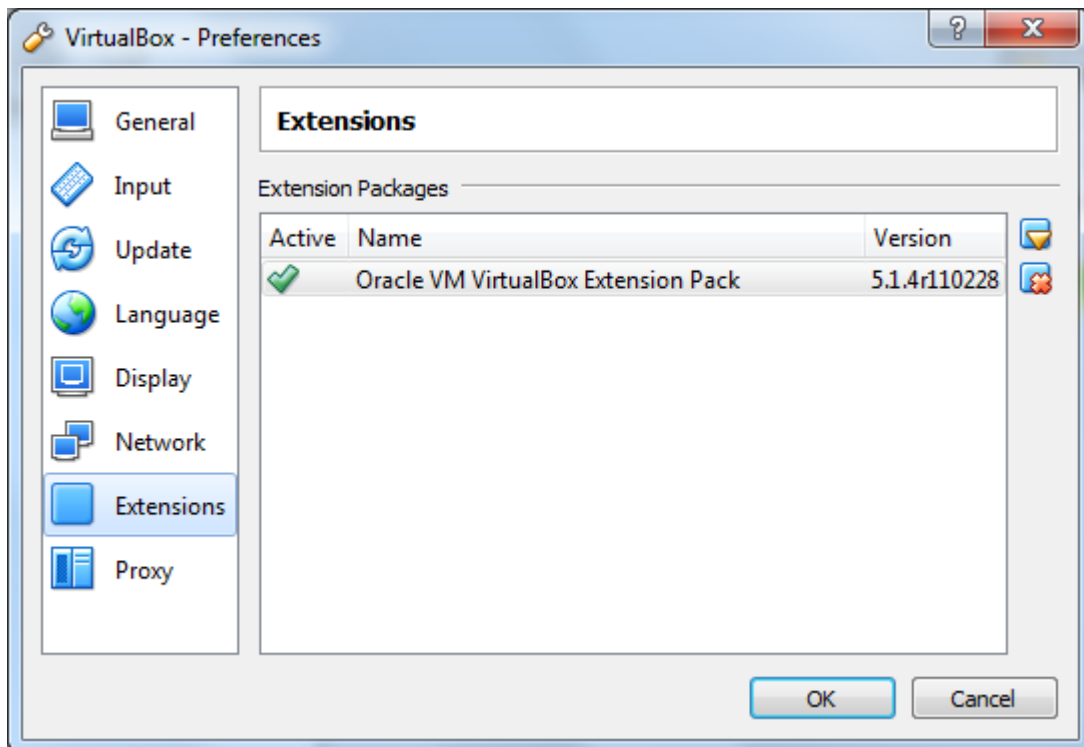 VirtualBox - Preferences
General
Input
Update
Language
Display
Network
Extensions
Proxy
Extensions
Extension Packages
Active Name Version
Oracle VM VirtualBox Extension Pack 5.1.4r110228
OK Cancel